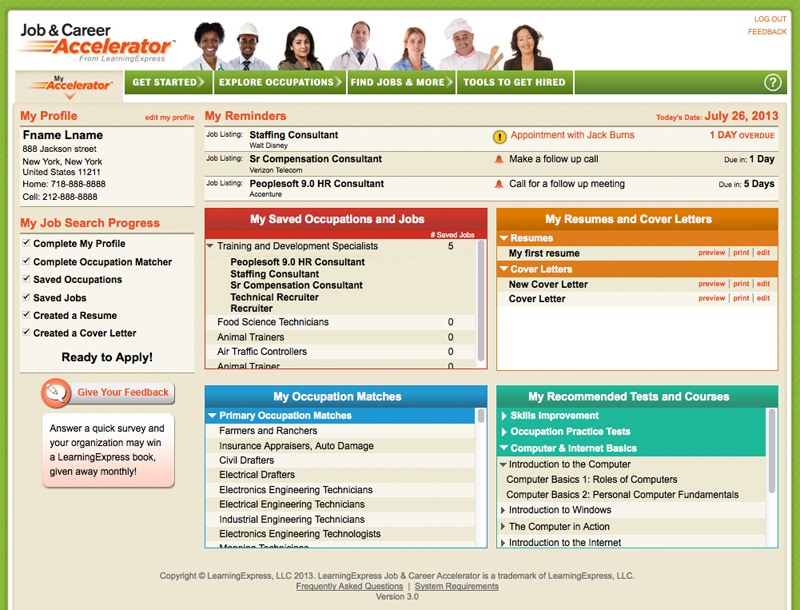 Job & Career
Accelerator™
From LearningExpress
LOG OUT
FEEDBACK
My
Accelerator™
GET STARTED
EXPLORE OCCUPATIONS
FIND JOBS & MORE
TOOLS TO GET HIRED
?
My Profile
edit my profile
Fname Lname
888 Jackson street
New York, New York
United States 11211
Home: 718-888-8888
Cell: 212-888-8888
My Job Search Progress
Complete My Profile
Complete Occupation Matcher
Saved Occupations
Saved Jobs
Created a Resume
Created a Cover Letter
Ready to Apply!
Give Your Feedback
Answer a quick survey and
your organization may win
a LearningExpress book,
given away monthly!
My Reminders
Today's Date: July 26, 2013
Job Listing: Staffing Consultant
Walt Disney
Appointment with Jack Burns
1 DAY OVERDUE
Job Listing: Sr Compensation Consultant
Verizon Telecom
Make a follow up call
Due in: 1 Day
Job Listing: Peoplesoft 9.0 HR Consultant
Accenture
Call for a follow up meeting
Due in: 5 Days
My Saved Occupations and Jobs
# Saved Jobs
Training and Development Specialists 5
Peoplesoft 9.0 HR Consultant
Staffing Consultant
Sr Compensation Consultant
Technical Recruiter
Recruiter
Food Science Technicians 0
Animal Trainers 0
Air Traffic Controllers 0
Animal Trainer 0
My Resumes and Cover Letters
Resumes
My first resume preview | print | edit
Cover Letters
New Cover Letter preview | print | edit
Cover Letter preview | print | edit
My Occupation Matches
Primary Occupation Matches
Farmers and Ranchers
Insurance Appraisers, Auto Damage
Civil Drafters
Electrical Drafters
Electronics Engineering Technicians
Electrical Engineering Technicians
Industrial Engineering Technicians
Electronics Engineering Technologists
Mapping Technicians
My Recommended Tests and Courses
Skills Improvement
Occupation Practice Tests
Computer & Internet Basics
Introduction to the Computer
Computer Basics 1: Roles of Computers
Computer Basics 2: Personal Computer Fundamentals
Introduction to Windows
The Computer in Action
Introduction to the Internet
Copyright © LearningExpress, LLC 2013. LearningExpress Job & Career Accelerator is a trademark of LearningExpress, LLC.
Frequently Asked Questions | System Requirements
Version 3.0